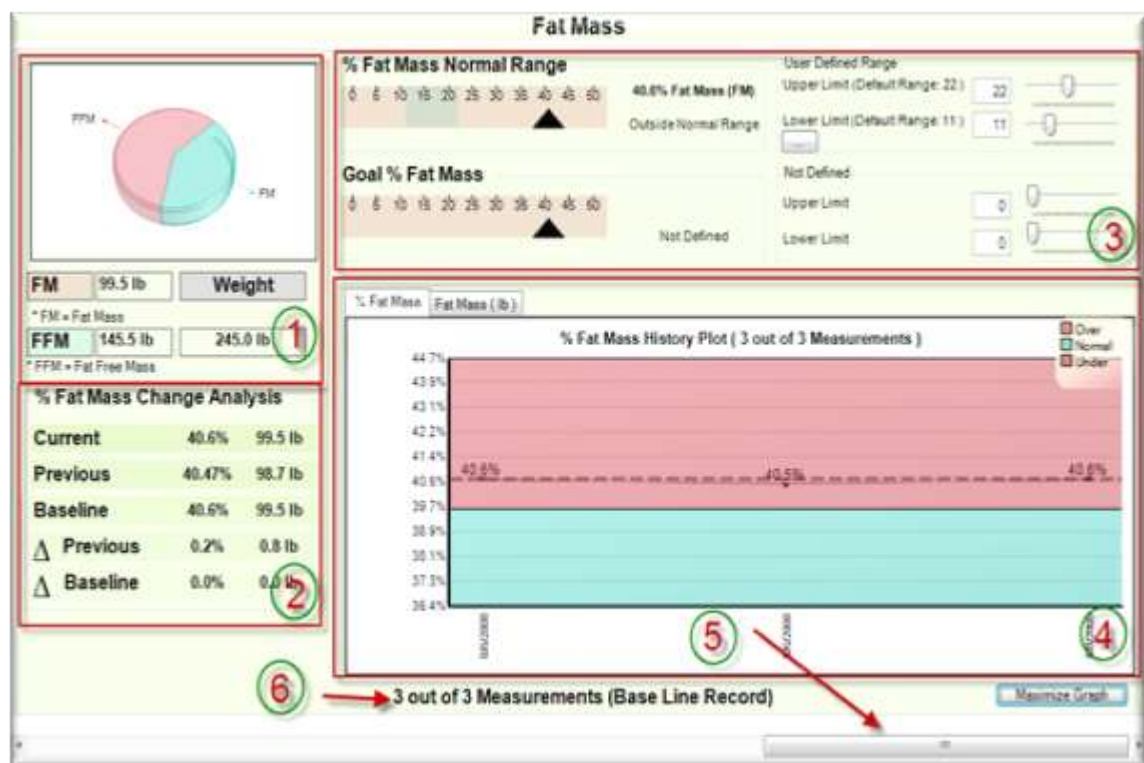 Fat Mass
FFM
FM
FM 99.5 lb Weight
* FM = Fat Mass
FFM 145.5 lb 245.0 lb
* FFM = Fat Free Mass
1
% Fat Mass Change Analysis
Current 40.6% 99.5 lb
Previous 40.47% 98.7 lb
Baseline 40.6% 99.5 lb
Δ Previous 0.2% 0.8 lb
Δ Baseline 0.0% 0.0 lb
2
% Fat Mass Normal Range
0 5 10 15 20 25 30 35 40 45 50
40.6% Fat Mass (FM)
Outside Normal Range
User Defined Range
Upper Limit (Default Range: 22 ) 22
Lower Limit (Default Range: 11 ) 11
...
Goal % Fat Mass
0 5 10 15 20 25 30 35 40 45 50
Not Defined
Not Defined
Upper Limit 0
Lower Limit 0
3
% Fat Mass Fat Mass ( lb )
% Fat Mass History Plot ( 3 out of 3 Measurements )
Over
Normal
Under
44.7%
43.9%
43.1%
42.2%
41.4%
40.6%
39.7%
38.9%
38.1%
37.3%
36.4%
40.6% 40.5% 40.6%
5
4
6
3 out of 3 Measurements (Base Line Record)
Maximize Graph